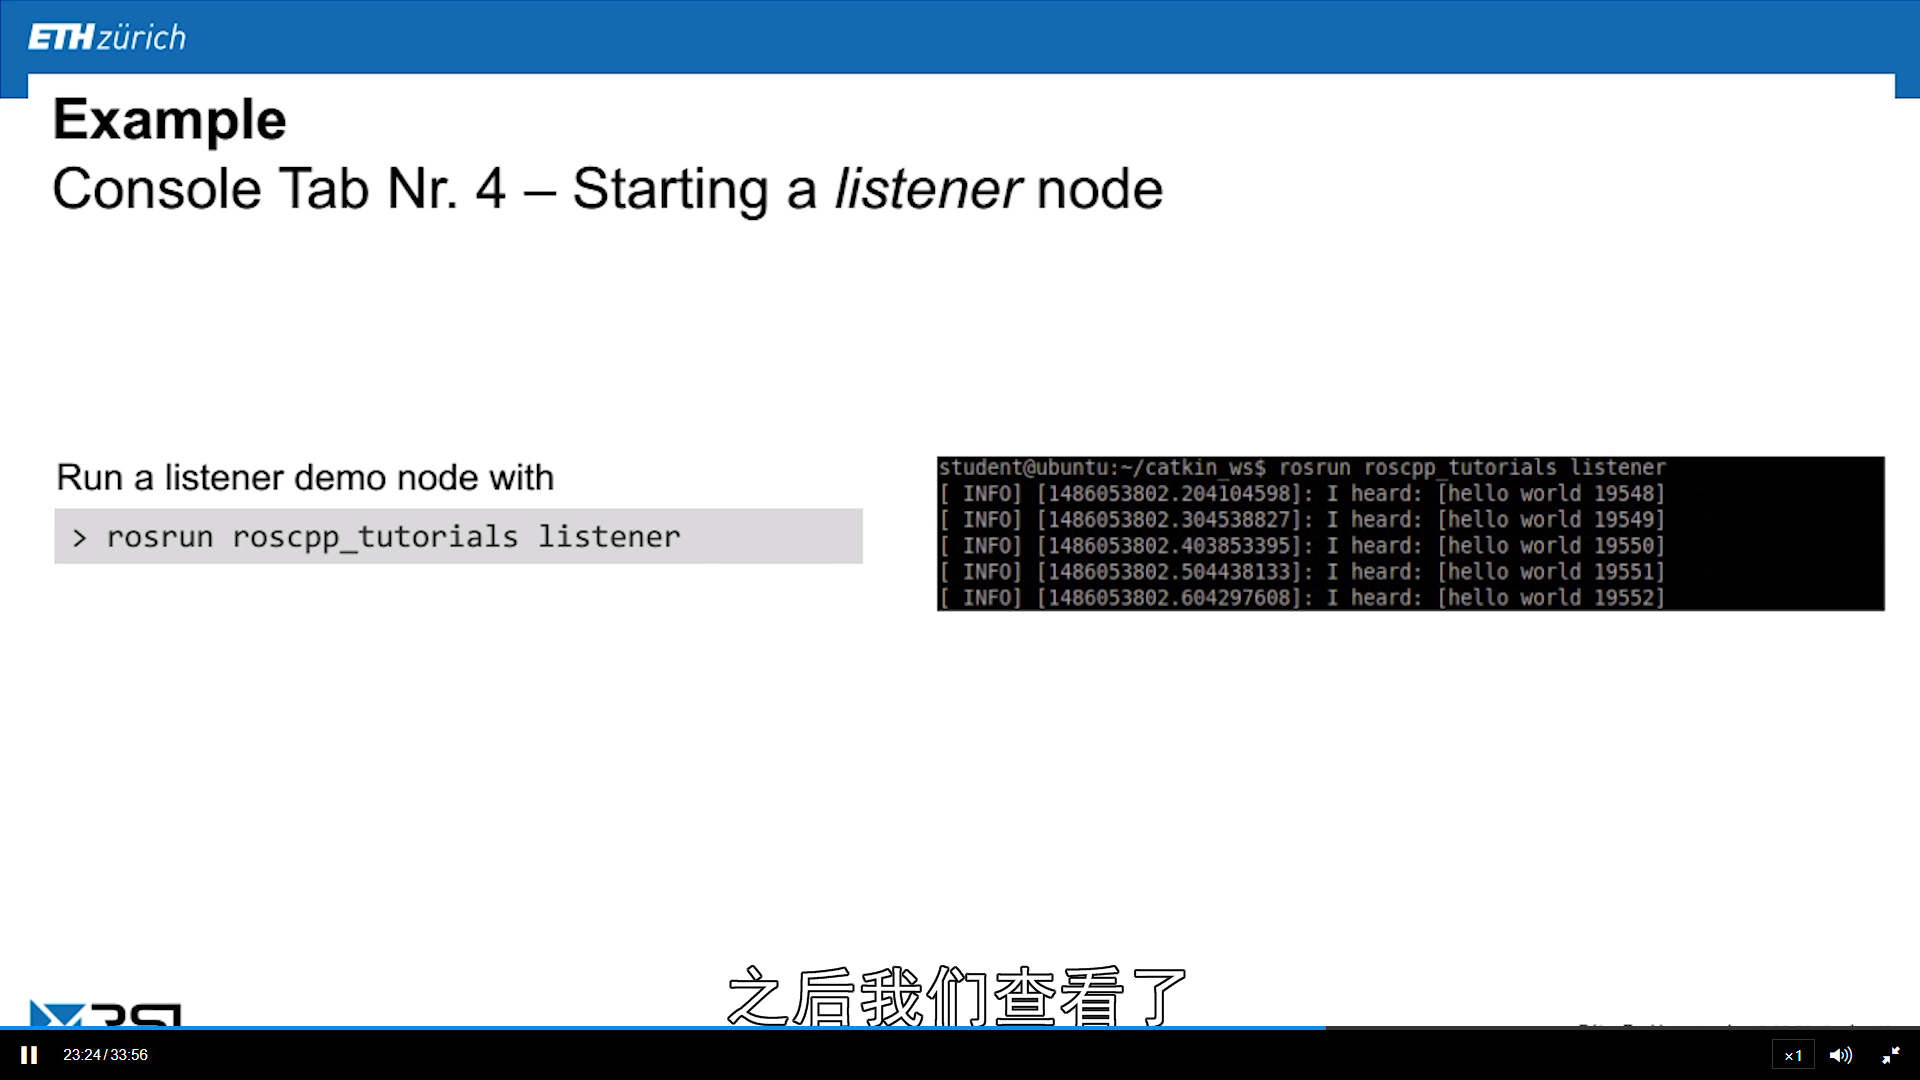 ETH zürich
Example
Console Tab Nr. 4 – Starting a listener node
Run a listener demo node with
> rosrun roscpp_tutorials listener
student@ubuntu:~/catkin_ws$ rosrun roscpp_tutorials listener
[ INFO] [1486053802.204104598]: I heard: [hello world 19548]
[ INFO] [1486053802.304538827]: I heard: [hello world 19549]
[ INFO] [1486053802.403853395]: I heard: [hello world 19550]
[ INFO] [1486053802.504438133]: I heard: [hello world 19551]
[ INFO] [1486053802.604297608]: I heard: [hello world 19552]
之后我们查看了
RSL
23:24/33:56
×1